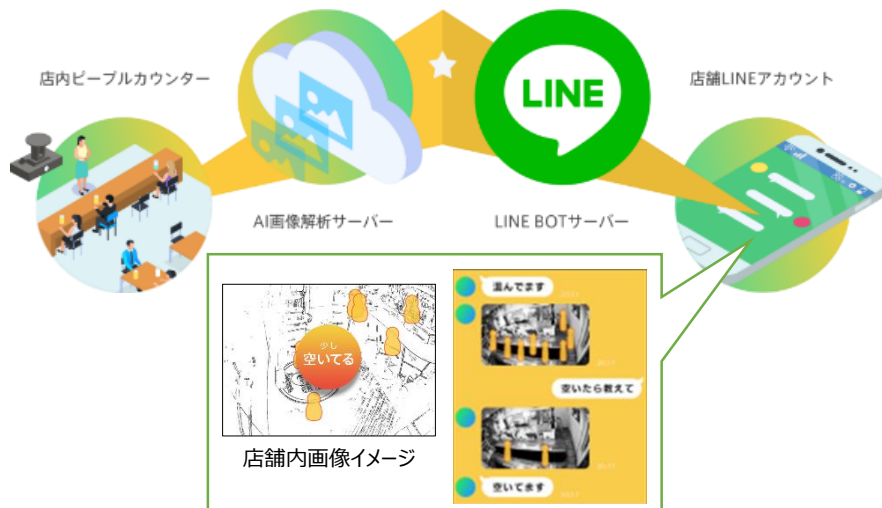 店内ピープルカウンター
LINE
店舗LINEアカウント
AI画像解析サーバー
LINE BOTサーバー
少し
空いてる
店舗内画像イメージ
混んでます
空いたら教えて
空いてます